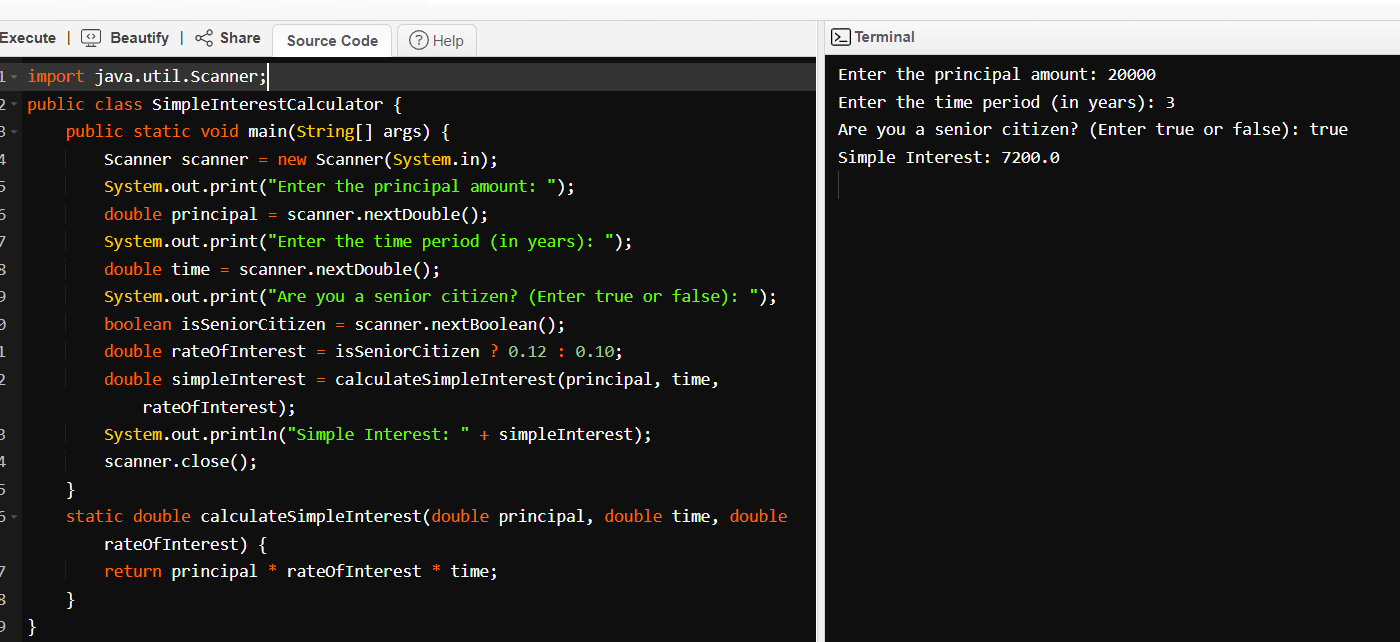 Execute | Beautify | Share Source Code Help
1 import java.util.Scanner;
2 public class SimpleInterestCalculator {
3 public static void main(String[] args) {
4 Scanner scanner = new Scanner(System.in);
5 System.out.print("Enter the principal amount: ");
6 double principal = scanner.nextDouble();
7 System.out.print("Enter the time period (in years): ");
8 double time = scanner.nextDouble();
9 System.out.print("Are you a senior citizen? (Enter true or false): ");
0 boolean isSeniorCitizen = scanner.nextBoolean();
1 double rateOfInterest = isSeniorCitizen ? 0.12 : 0.10;
2 double simpleInterest = calculateSimpleInterest(principal, time,
rateOfInterest);
3 System.out.println("Simple Interest: " + simpleInterest);
4 scanner.close();
5 }
6 static double calculateSimpleInterest(double principal, double time, double
rateOfInterest) {
7 return principal * rateOfInterest * time;
8 }
9 }
Terminal
Enter the principal amount: 20000
Enter the time period (in years): 3
Are you a senior citizen? (Enter true or false): true
Simple Interest: 7200.0